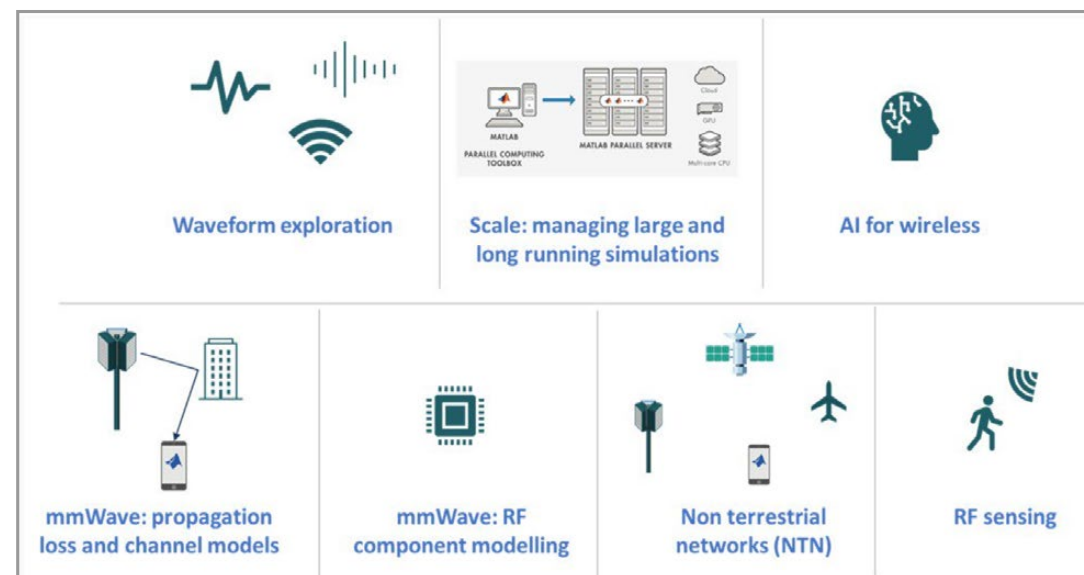 MATLAB
PARALLEL COMPUTING
TOOLBOX
MATLAB PARALLEL SERVER
Cloud
GPU
Multi-core CPU
Waveform exploration
Scale: managing large and
long running simulations
AI for wireless
mmWave: propagation
loss and channel models
mmWave: RF
component modelling
Non terrestrial
networks (NTN)
RF sensing